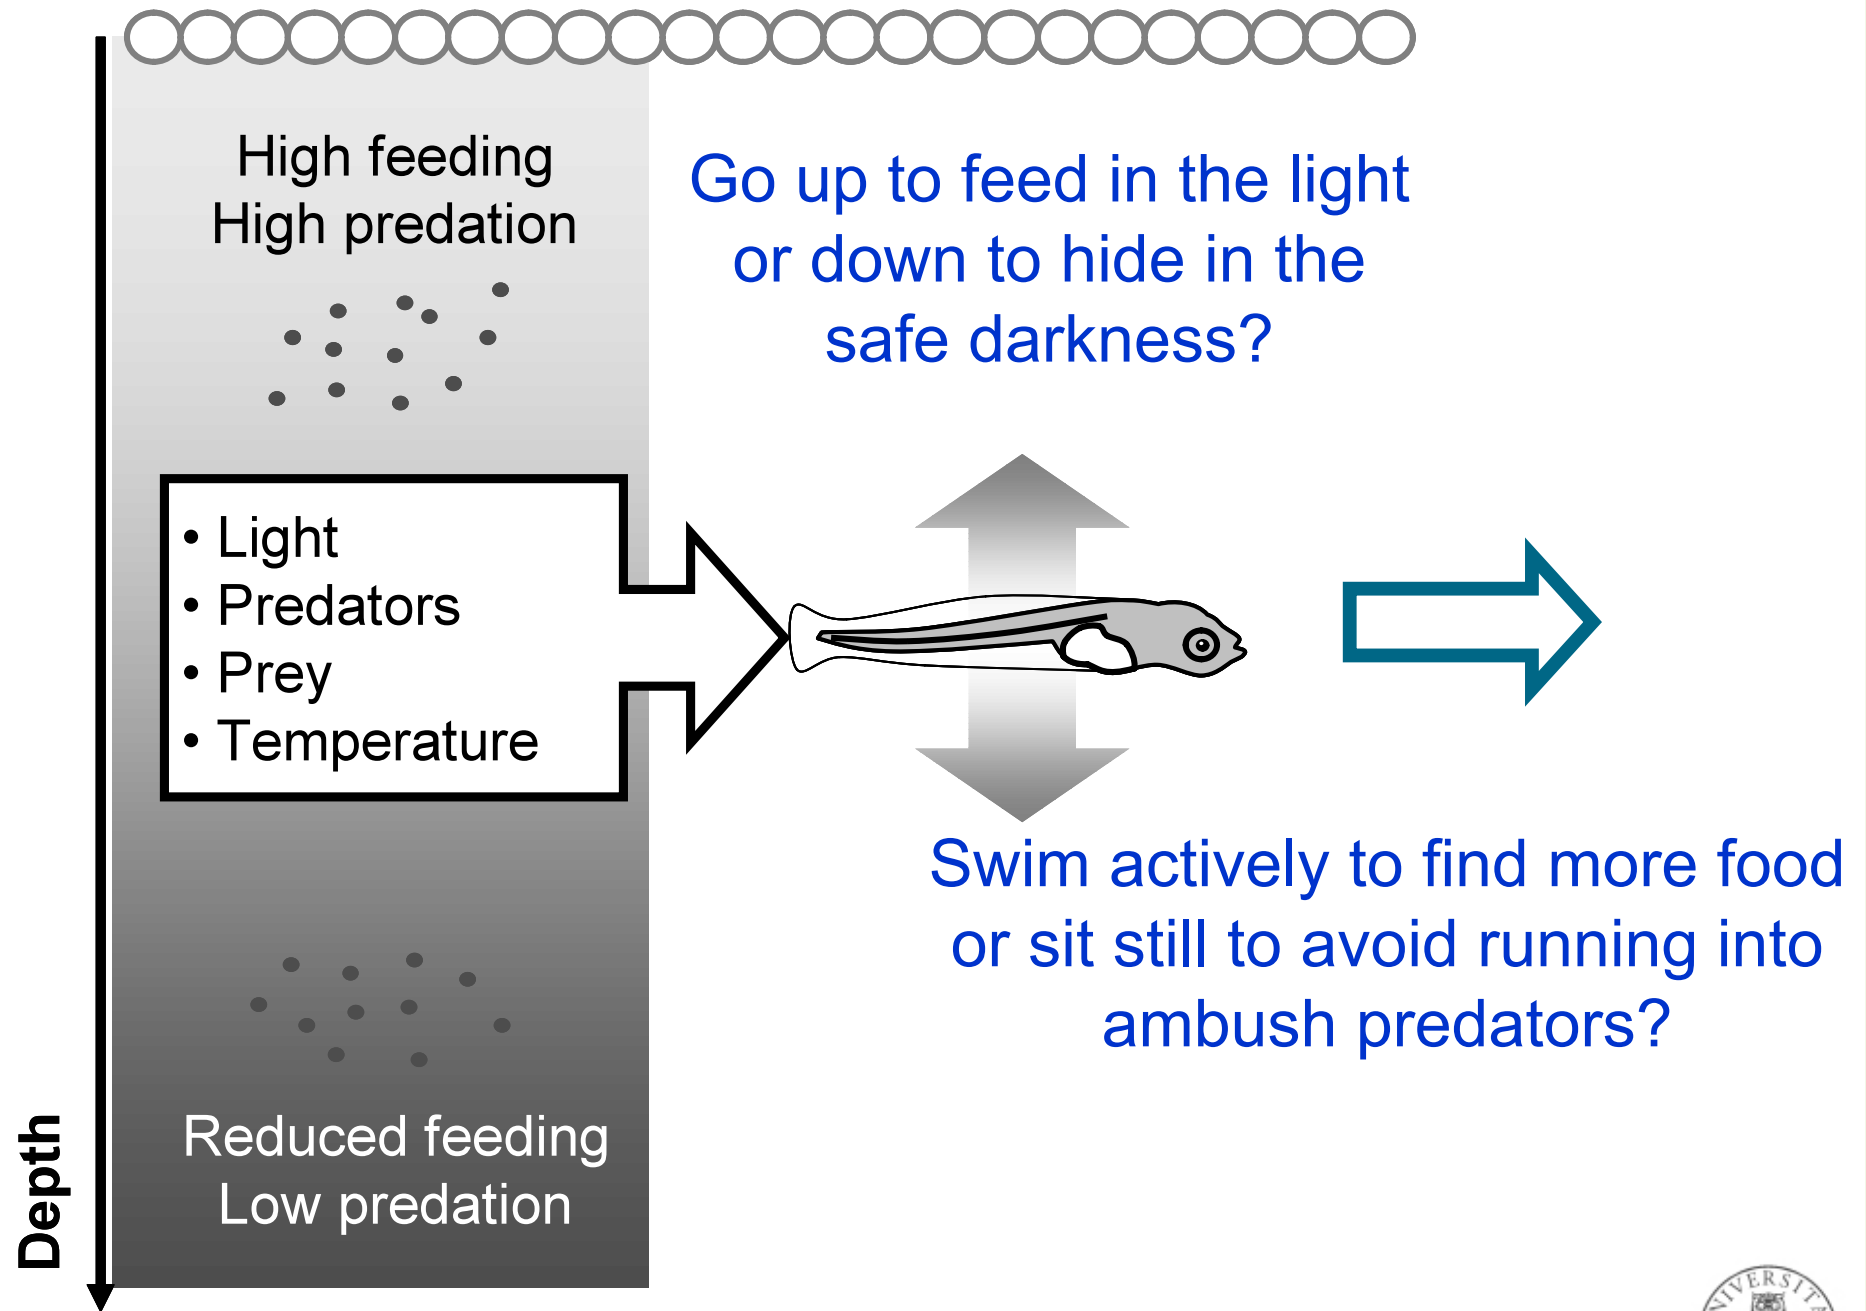 High feeding
High predation
Go up to feed in the light
or down to hide in the
safe darkness?
• Light
• Predators
• Prey
• Temperature
Swim actively to find more food
or sit still to avoid running into
ambush predators?
Reduced feeding
Low predation
Depth